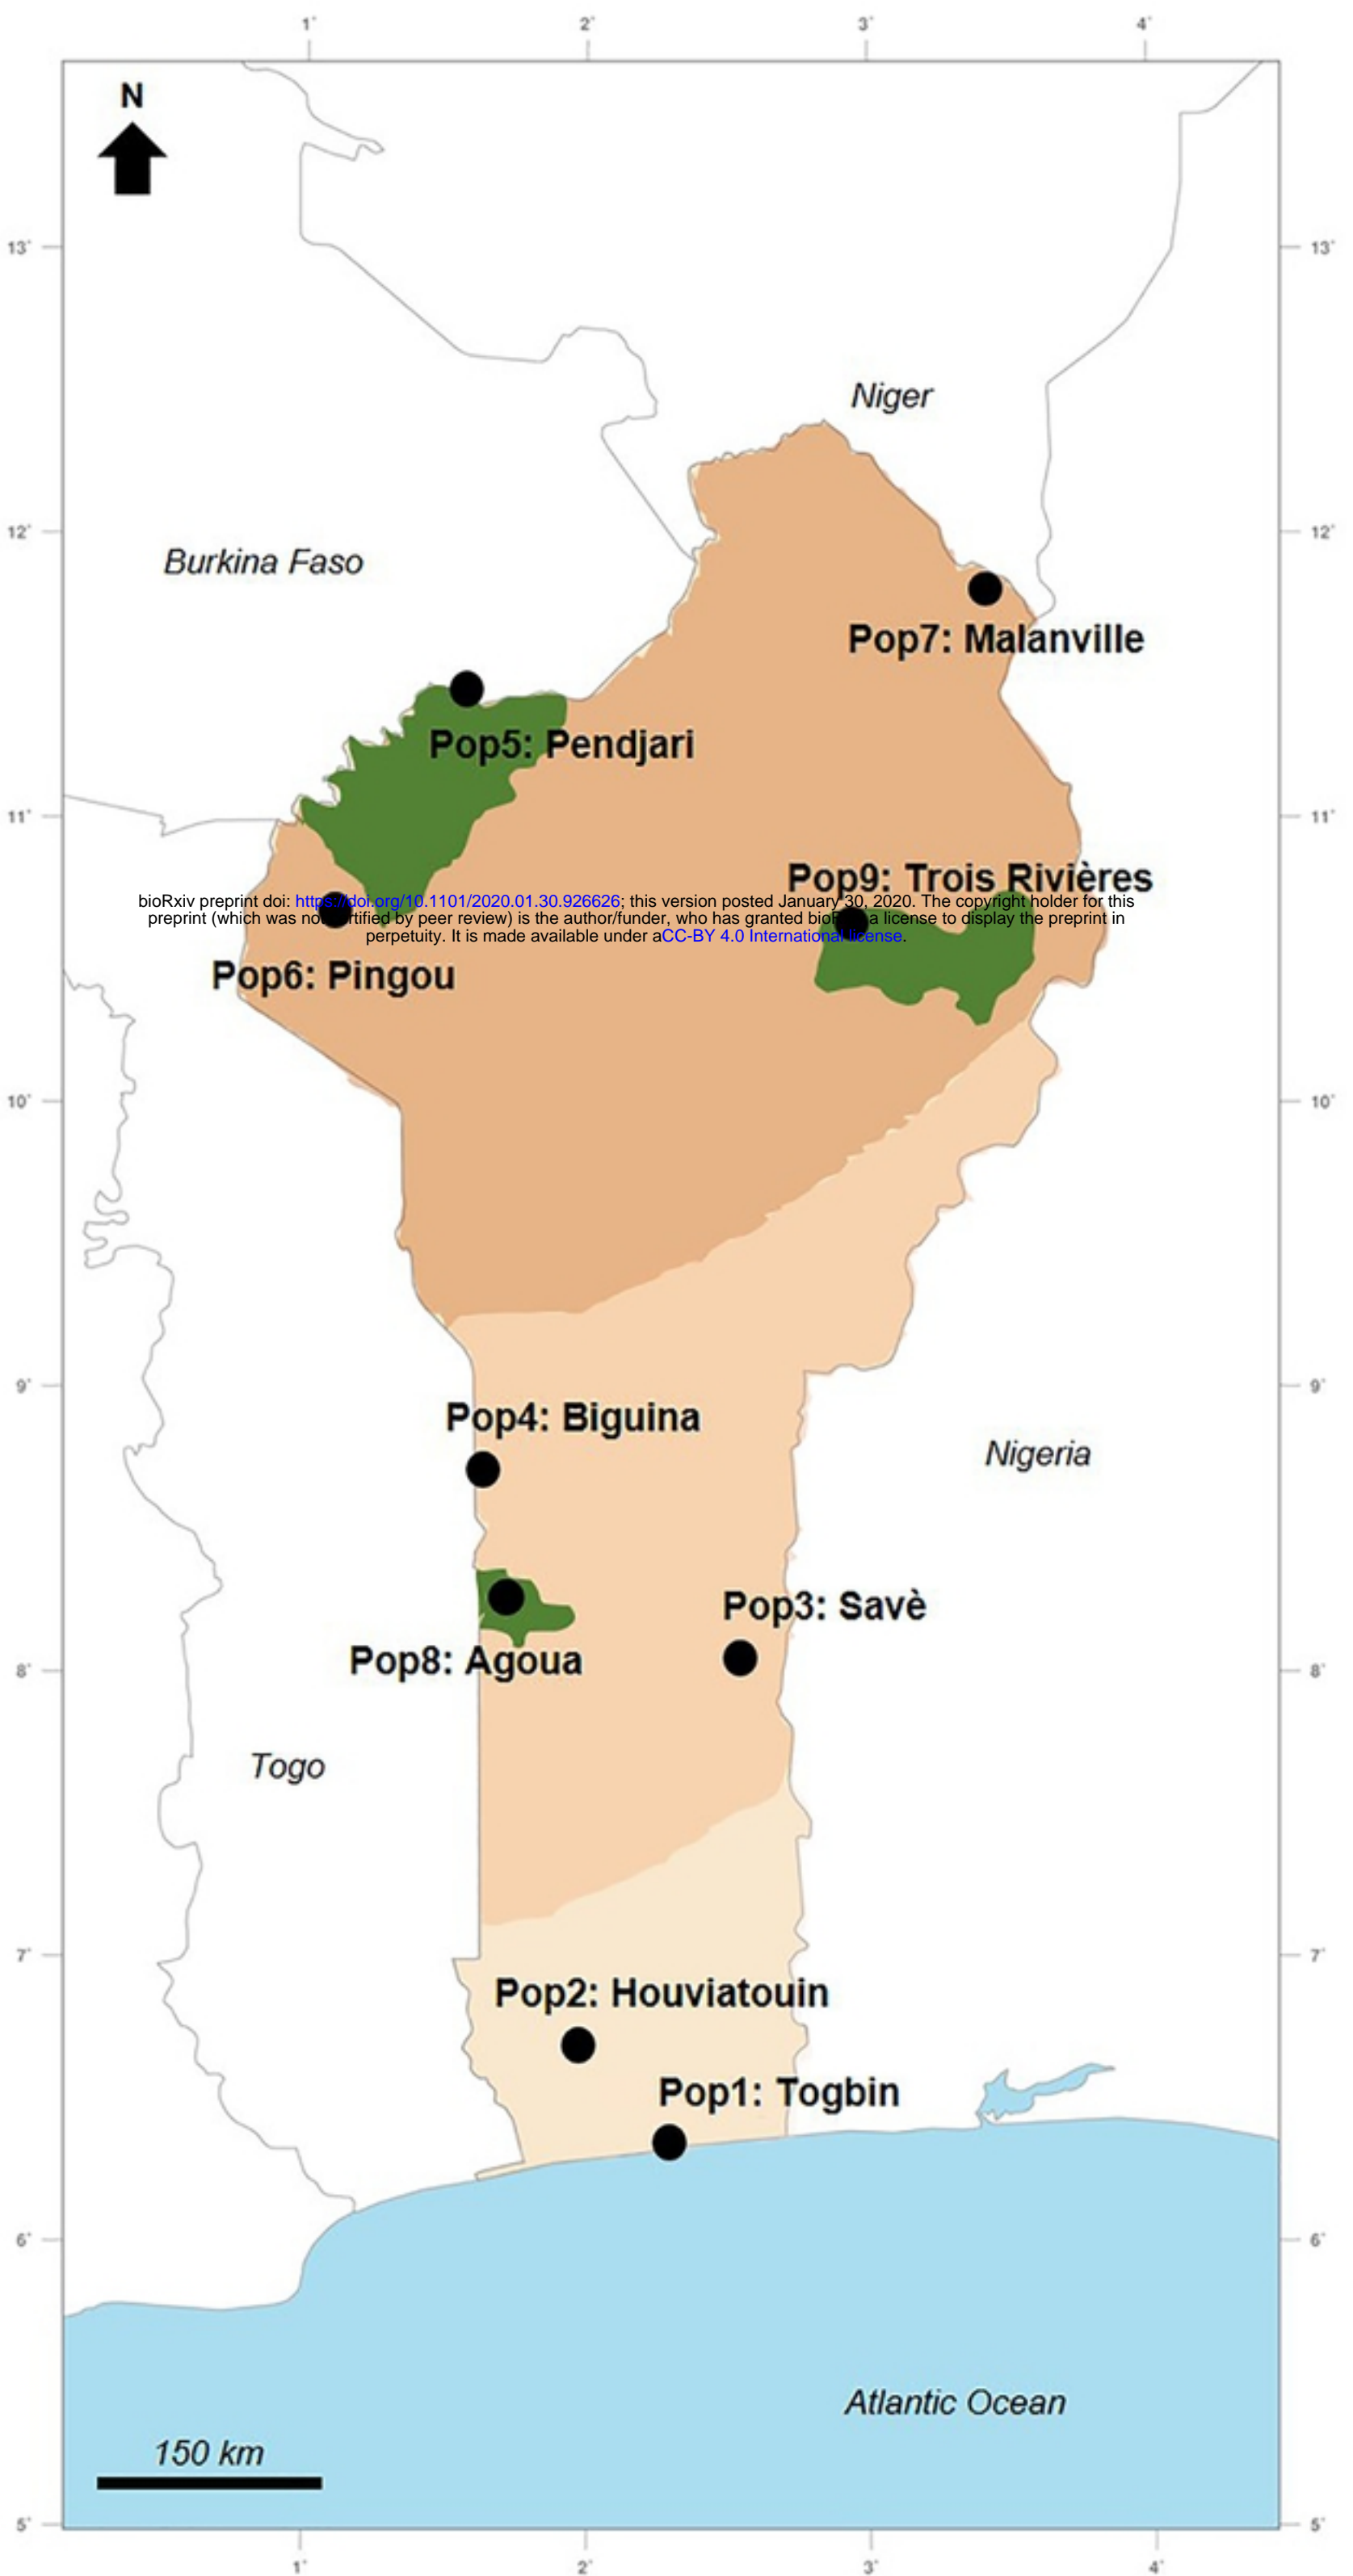 1° 2° 3° 4°
N
13° 13°
Niger
12° 12°
Burkina Faso
Pop7: Malanville
Pop5: Pendjari
11° 11°
Pop9: Trois Rivières
bioRxiv preprint doi: https://doi.org/10.1101/2020.01.30.926626; this version posted January 30, 2020. The copyright holder for this
preprint (which was not certified by peer review) is the author/funder, who has granted bioRxiv a license to display the preprint in
perpetuity. It is made available under aCC-BY 4.0 International license.
Pop6: Pingou
10° 10°
9° 9°
Pop4: Biguina
Nigeria
Pop3: Savè
Pop8: Agoua
8° 8°
Togo
7° 7°
Pop2: Houviatouin
Pop1: Togbin
6° 6°
Atlantic Ocean
150 km
5° 5°
1° 2° 3° 4°